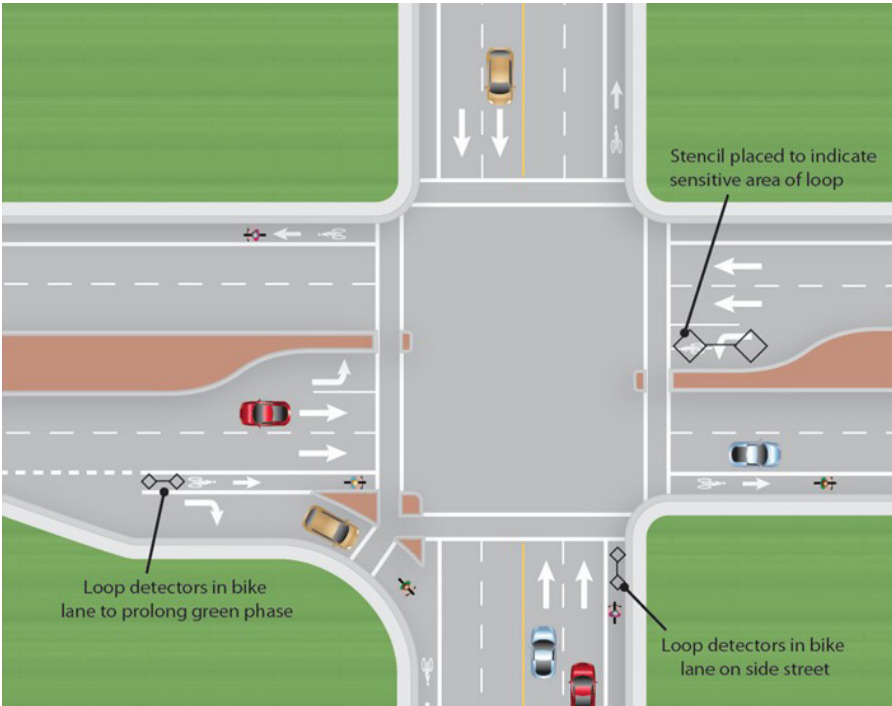 Stencil placed to indicate
sensitive area of loop
Loop detectors in bike
lane to prolong green phase
Loop detectors in bike
lane on side street